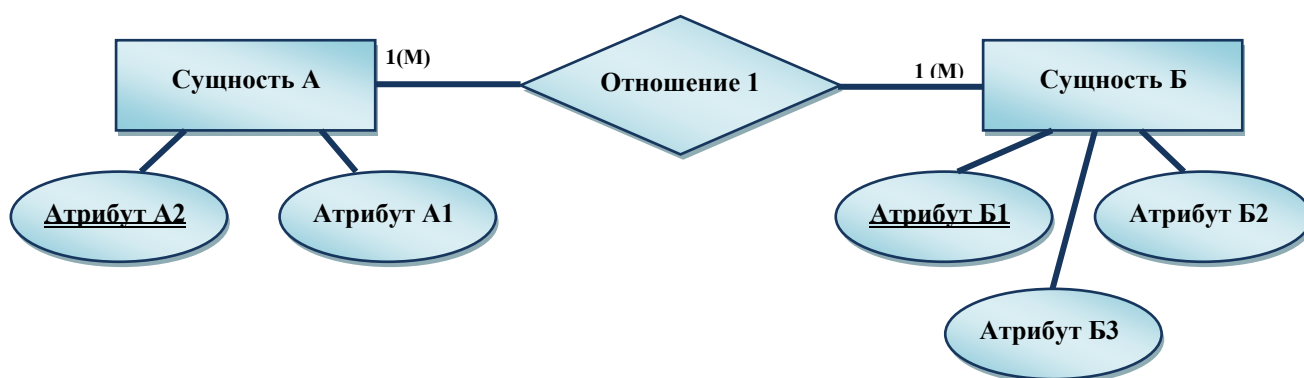 1(М)
Сущность А
Отношение 1
1 (М)
Сущность Б
Атрибут А2
Атрибут А1
Атрибут Б1
Атрибут Б2
Атрибут Б3